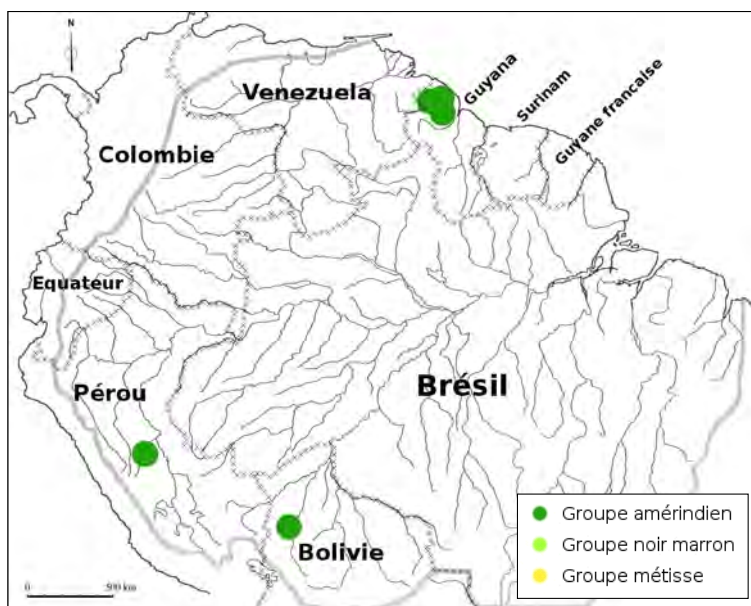 N
Venezuela
Guyana
Surinam
Guyane francaise
Colombie
Equateur
Pérou
Brésil
Bolivie
Groupe amérindien
Groupe noir marron
Groupe métisse
0 500 km